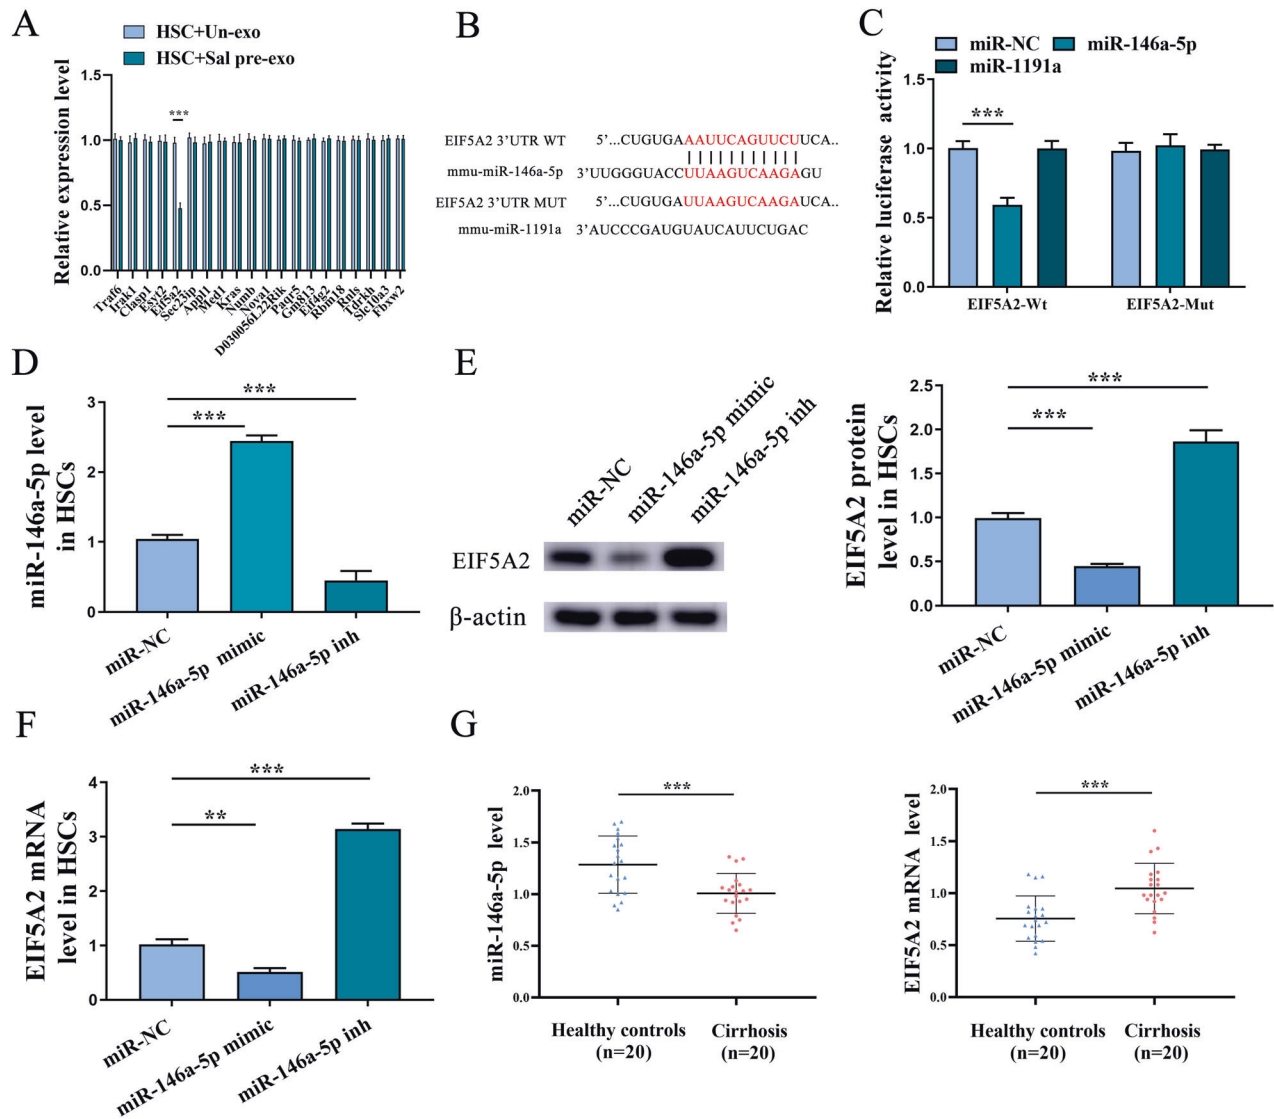 A
HSC+Un-exo
HSC+Sal pre-exo
Relative expression level
1.5
1.0
0.5
0.0
***
Traf6
Irak1
Clasp1
Esyt2
Eif5a2
Sec23ip
Appl1
Med1
Kras
Numb
Nova1
D030056L22Rik
Paqr5
Gm813
Eif4g2
Rbm18
Rnls
Tdrkh
Slc10a3
Fbxw2
B
EIF5A2 3’UTR WT 5’...CUGUGAAAUUCAGUUCUUUCA..
mmu-miR-146a-5p 3’UUGGGUACCUUAAGUCAAGAGU
EIF5A2 3’UTR MUT 5’...CUGUGAUUAAGUCAAGAUCA..
mmu-miR-1191a 3’AUCCCGAUGUAUCAUUCUGAC
C
miR-NC miR-146a-5p
miR-1191a
Relative luciferase activity
1.5
1.0
0.5
0.0
***
EIF5A2-Wt EIF5A2-Mut
D
miR-146a-5p level
in HSCs
3
2
1
0
***
***
miR-NC
miR-146a-5p mimic
miR-146a-5p inh
E
miR-NC
miR-146a-5p mimic
miR-146a-5p inh
EIF5A2
β-actin
EIF5A2 protein
level in HSCs
2.5
2.0
1.5
1.0
0.5
0.0
***
***
miR-NC
miR-146a-5p mimic
miR-146a-5p inh
F
EIF5A2 mRNA
level in HSCs
4
3
2
1
0
***
**
miR-NC
miR-146a-5p mimic
miR-146a-5p inh
G
miR-146a-5p level
2.0
1.5
1.0
0.5
0.0
***
Healthy controls
(n=20)
Cirrhosis
(n=20)
EIF5A2 mRNA level
2.0
1.5
1.0
0.5
0.0
***
Healthy controls
(n=20)
Cirrhosis
(n=20)